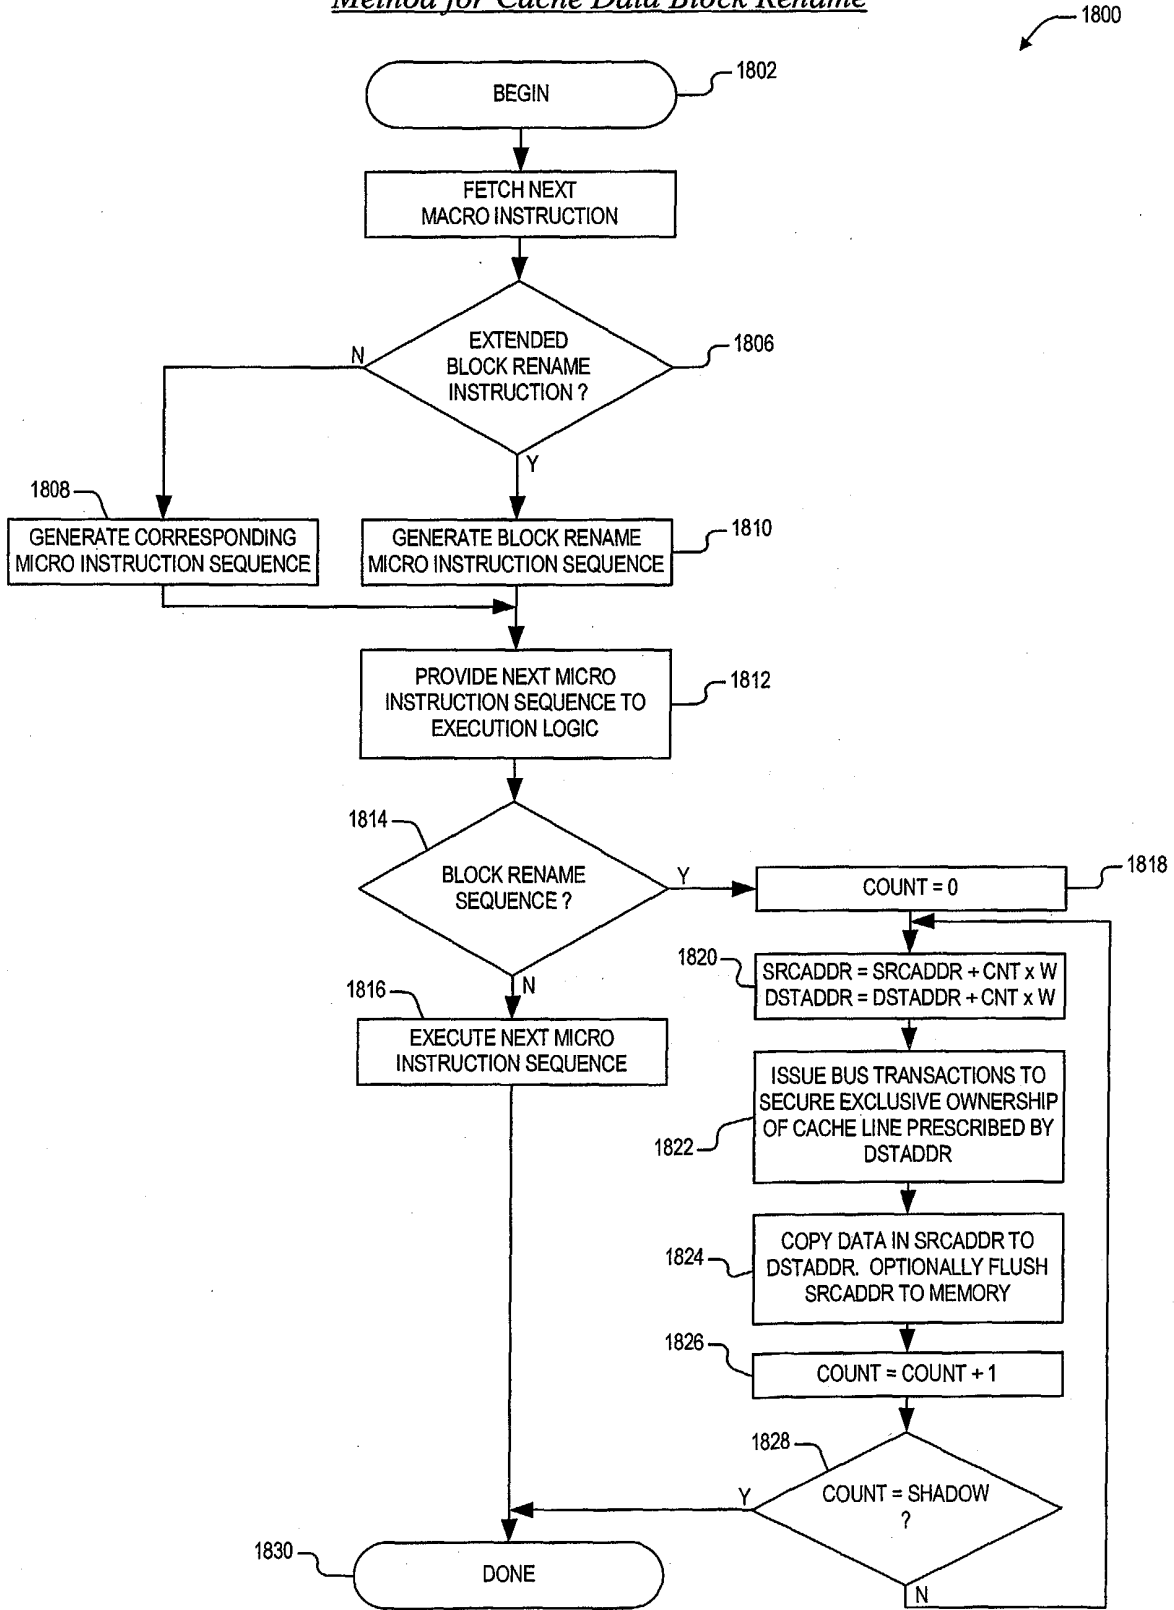 Method for Cache Data Block Rename
1800
BEGIN
1802
FETCH NEXT
MACRO INSTRUCTION
EXTENDED
BLOCK RENAME
INSTRUCTION ?
1806
N
Y
1808
GENERATE CORRESPONDING
MICRO INSTRUCTION SEQUENCE
GENERATE BLOCK RENAME
MICRO INSTRUCTION SEQUENCE
1810
PROVIDE NEXT MICRO
INSTRUCTION SEQUENCE TO
EXECUTION LOGIC
1812
1814
BLOCK RENAME
SEQUENCE ?
Y
N
COUNT = 0
1818
1816
EXECUTE NEXT MICRO
INSTRUCTION SEQUENCE
1820
SRCADDR = SRCADDR + CNT x W
DSTADDR = DSTADDR + CNT x W
ISSUE BUS TRANSACTIONS TO
SECURE EXCLUSIVE OWNERSHIP
OF CACHE LINE PRESCRIBED BY
DSTADDR
1822
COPY DATA IN SRCADDR TO
DSTADDR. OPTIONALLY FLUSH
SRCADDR TO MEMORY
1824
1826
COUNT = COUNT + 1
1828
COUNT = SHADOW
?
Y
N
1830
DONE